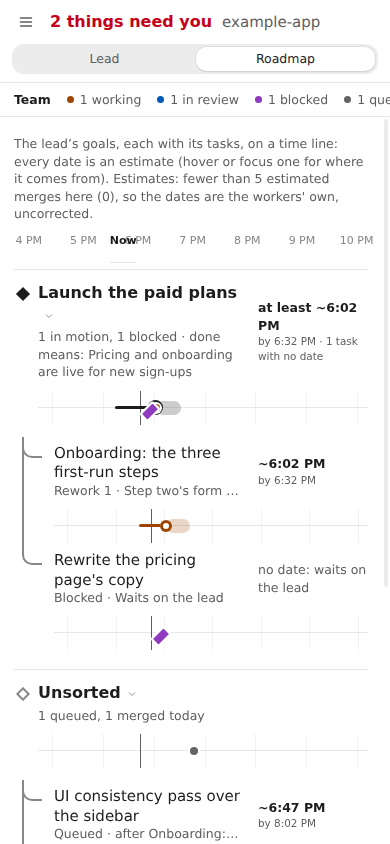 2 things need you example-app
Lead Roadmap
Team 1 working 1 in review 1 blocked 1 que
The lead's goals, each with its tasks, on a time line:
every date is an estimate (hover or focus one for where
it comes from). Estimates: fewer than 5 estimated
merges here (0), so the dates are the workers' own,
uncorrected.
4 PM 5 PM Now PM 7 PM 8 PM 9 PM 10 PM
Launch the paid plans
at least ~6:02
PM
by 6:32 PM · 1 task
with no date
1 in motion, 1 blocked · done
means: Pricing and onboarding
are live for new sign-ups
Onboarding: the three
first-run steps
Rework 1 · Step two's form ...
~6:02 PM
by 6:32 PM
Rewrite the pricing
page's copy
Blocked · Waits on the lead
no date: waits on
the lead
Unsorted
1 queued, 1 merged today
UI consistency pass over
the sidebar
Queued · after Onboarding:...
~6:47 PM
by 8:02 PM